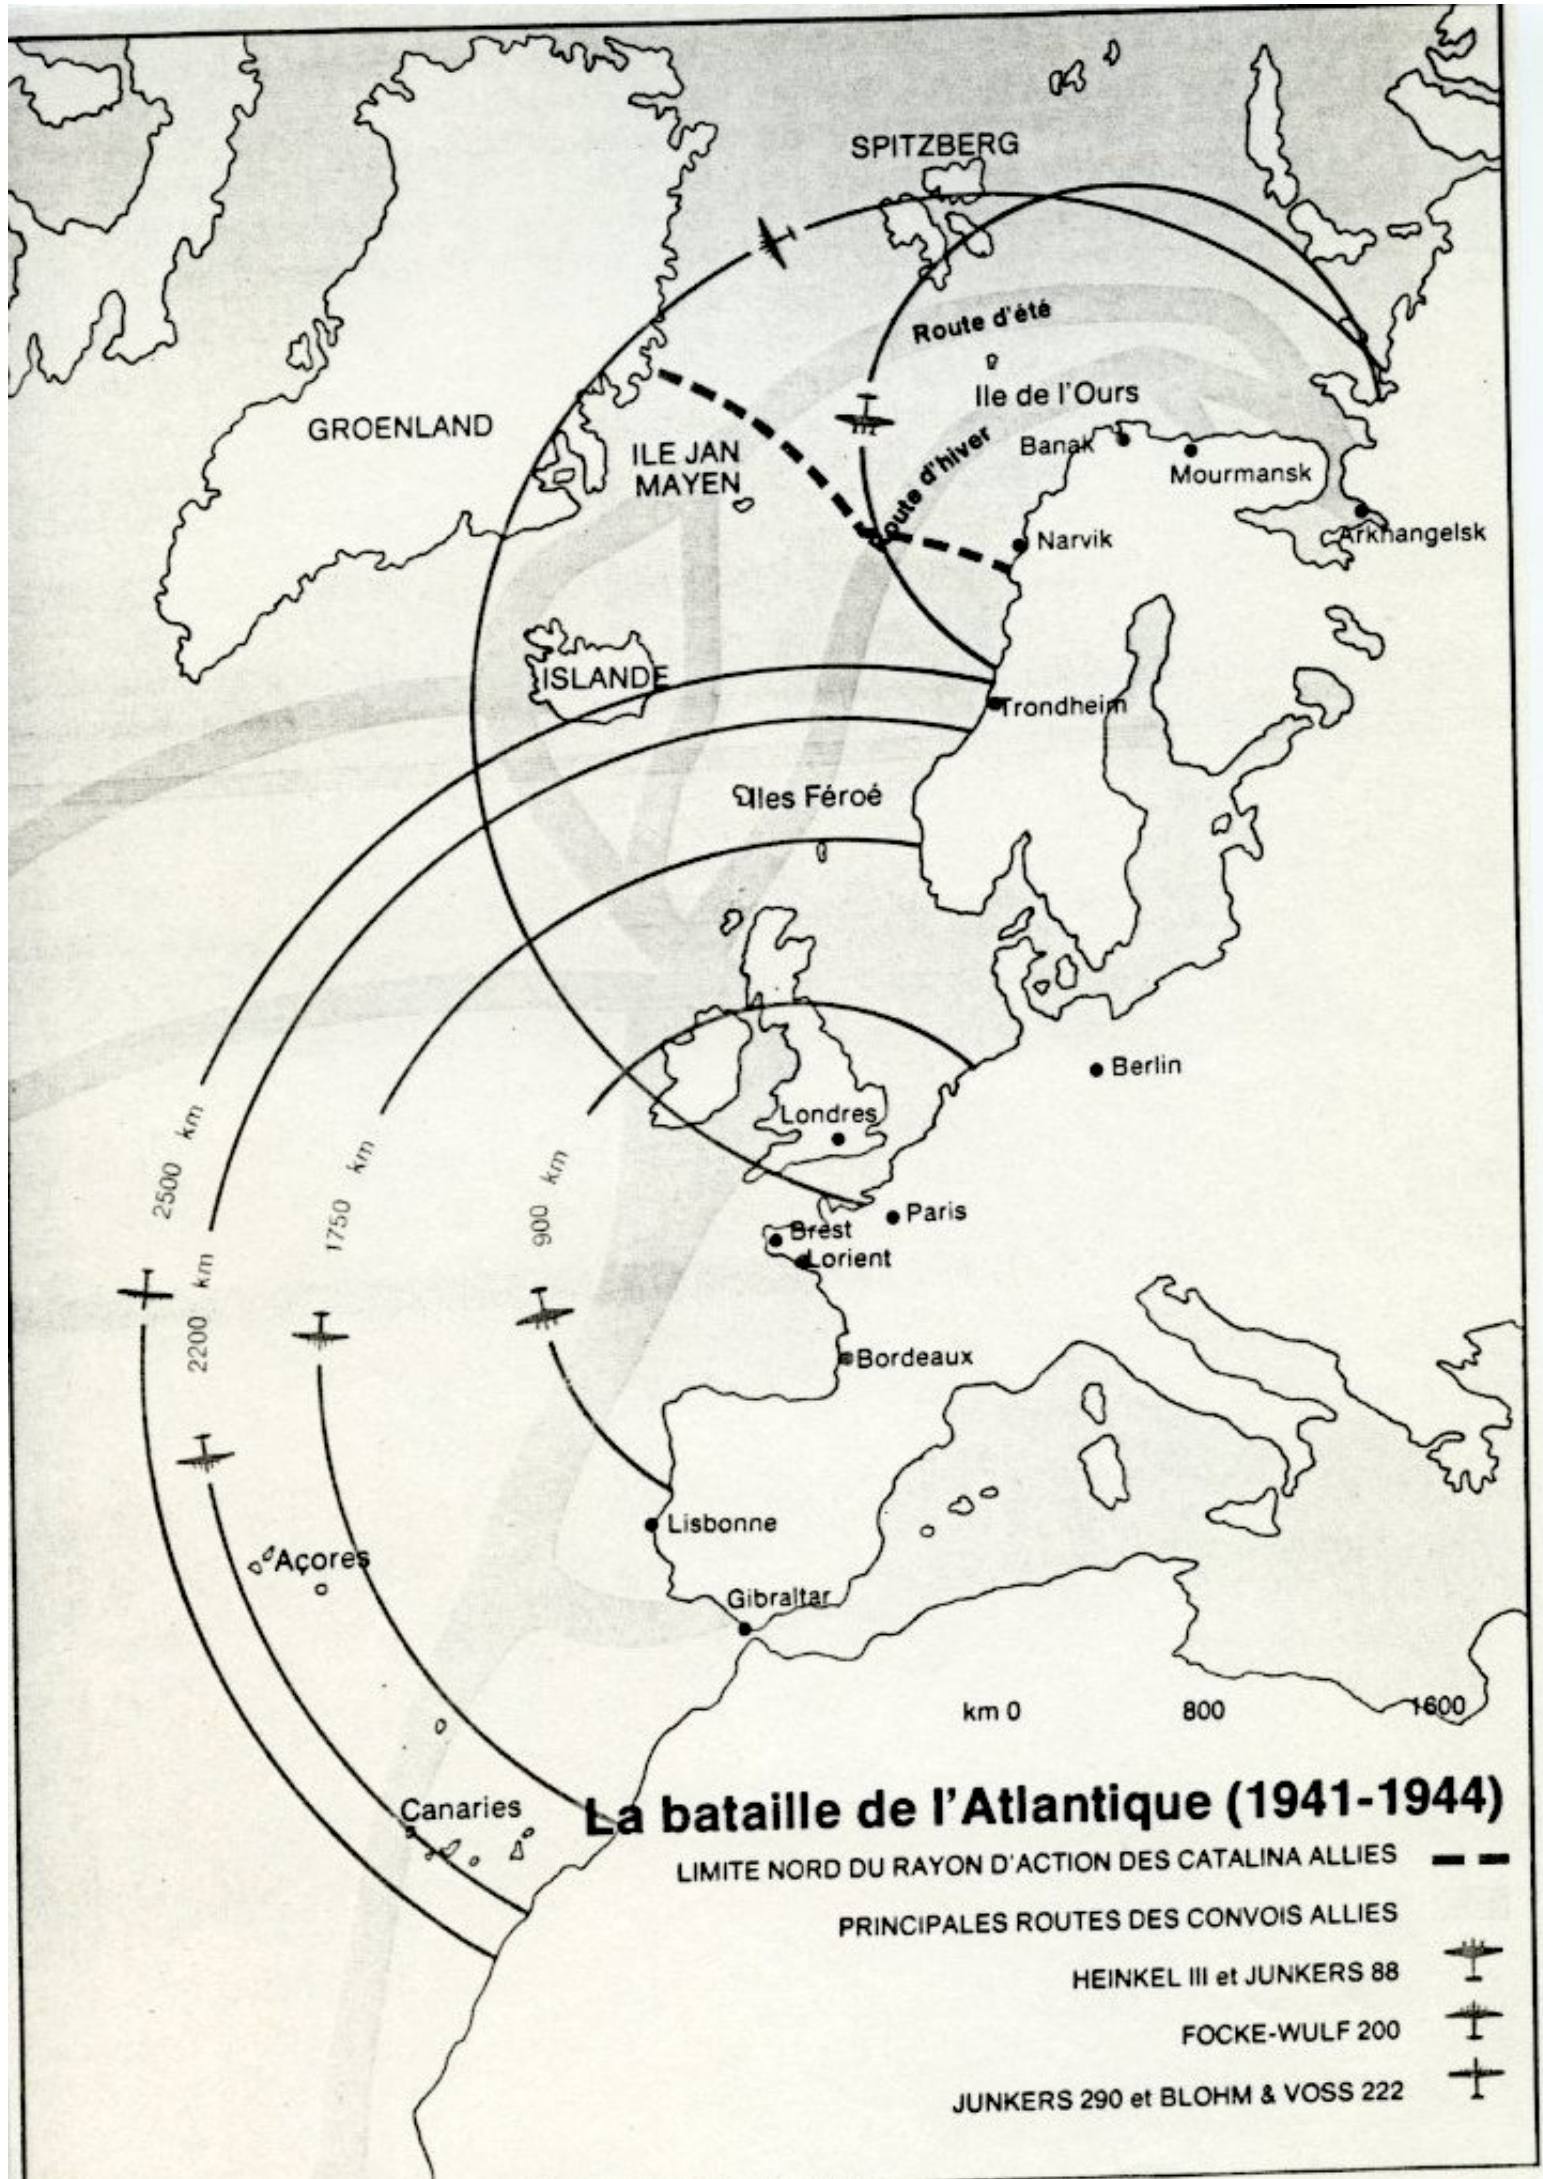 SPITZBERG
Route d'été
Ile de l'Ours
GROENLAND
ILE JAN
MAYEN
Route d'hiver
Banak
Mourmansk
Narvik
Arkhangelsk
ISLANDE
Trondheim
Iles Féroé
Berlin
Londres
2500 km
1750 km
900 km
2200 km
Paris
Brest
Lorient
Bordeaux
Lisbonne
Açores
Gibraltar
km 0 800 1600
Canaries
La bataille de l'Atlantique (1941-1944)
LIMITE NORD DU RAYON D'ACTION DES CATALINA ALLIES
PRINCIPALES ROUTES DES CONVOIS ALLIES
HEINKEL III et JUNKERS 88
FOCKE-WULF 200
JUNKERS 290 et BLOHM & VOSS 222